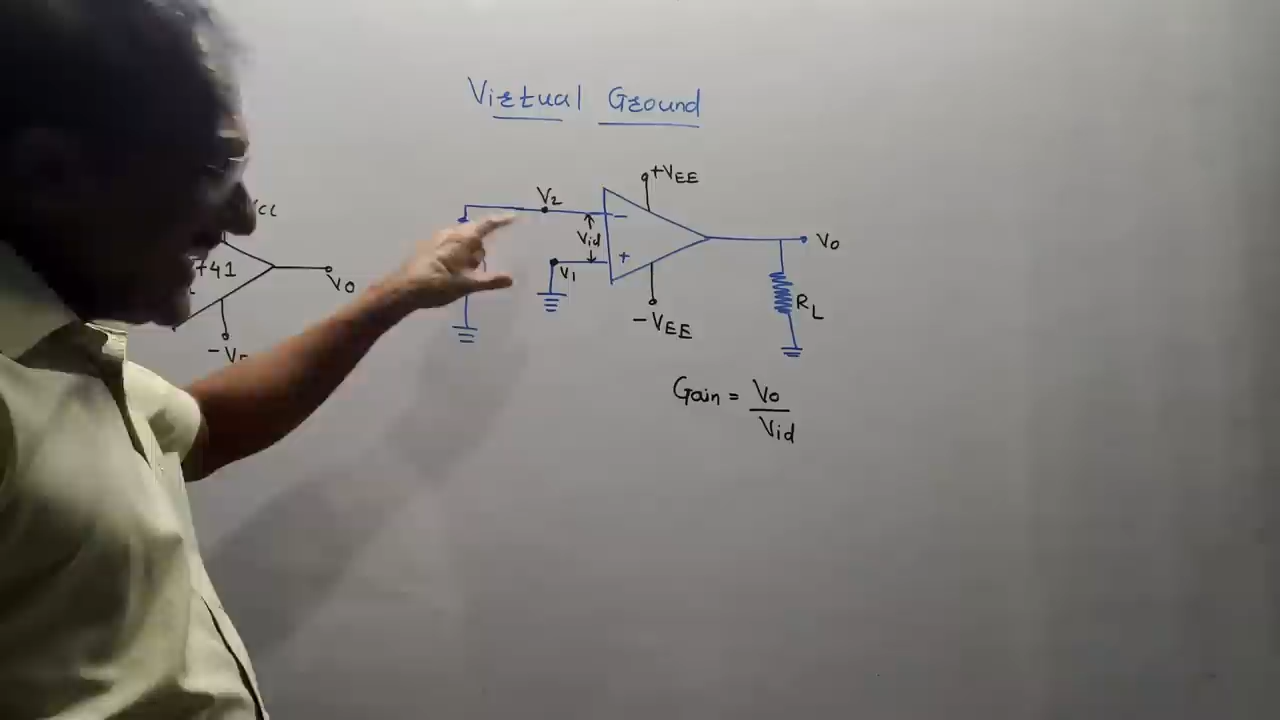 Virtual Ground
+VEE
V2
Vid
−
+
V1
Vo
−VEE
RL
Gain = Vo
Vid
741
Vo